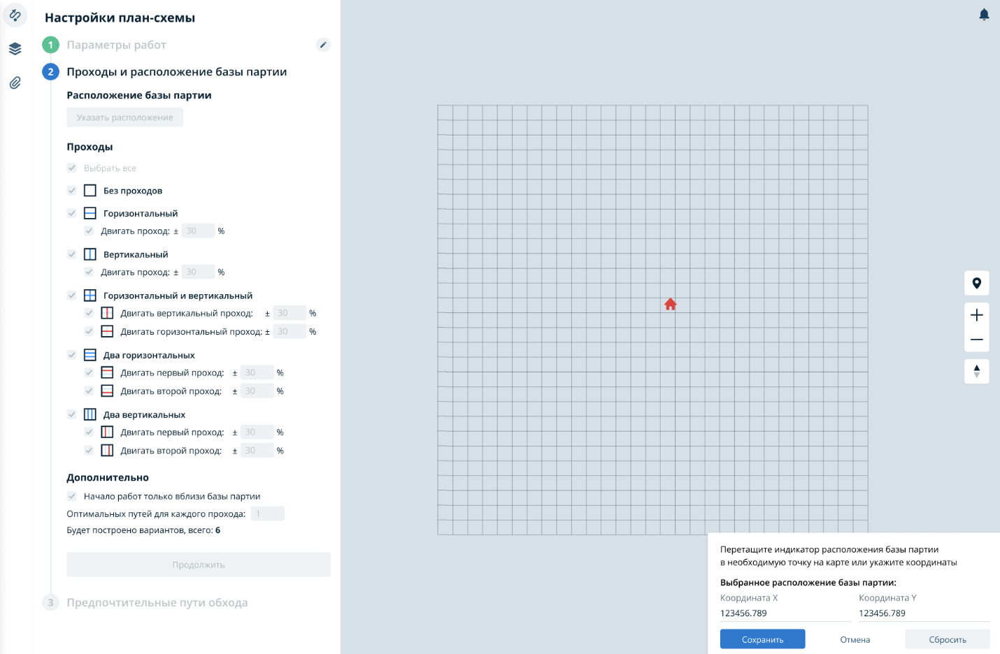 Настройки план-схемы
1 Параметры работ
2 Проходы и расположение базы партии
Расположение базы партии
Указать расположение
Проходы
Выбрать все
Без проходов
Горизонтальный
Двигать проход: ± 30 %
Вертикальный
Двигать проход: ± 30 %
Горизонтальный и вертикальный
Двигать вертикальный проход: ± 30 %
Двигать горизонтальный проход: ± 30 %
Два горизонтальных
Двигать первый проход: ± 30 %
Двигать второй проход: ± 30 %
Два вертикальных
Двигать первый проход: ± 30 %
Двигать второй проход: ± 30 %
Дополнительно
Начало работ только вблизи базы партии
Оптимальных путей для каждого прохода: 1
Будет построено вариантов, всего: 6
Продолжить
3 Предпочтительные пути обхода
Перетащите индикатор расположения базы партии
в необходимую точку на карте или укажите координаты
Выбранное расположение базы партии:
Координата X Координата Y
123456.789 123456.789
Сохранить Отмена Сбросить